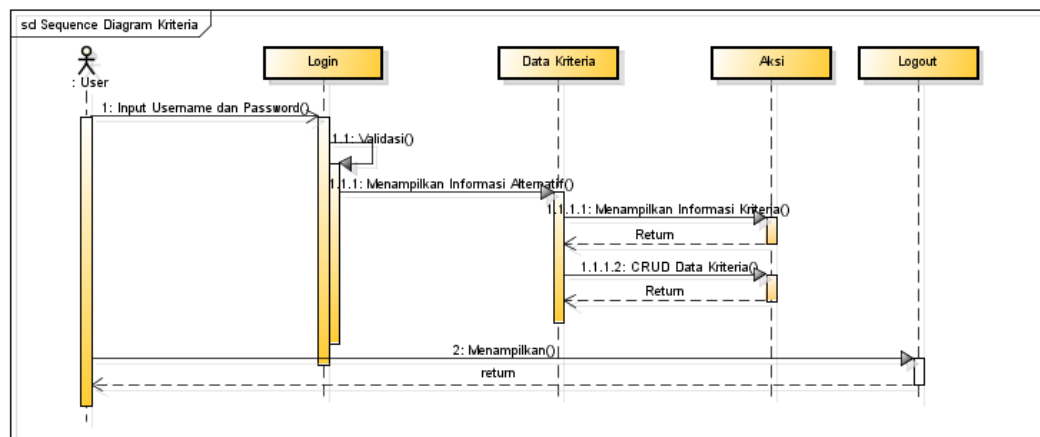 sd Sequence Diagram Kriteria
: User
Login
Data Kriteria
Aksi
Logout
1: Input Username dan Password()
1.1: Validasi()
1.1.1: Menampilkan Informasi Alternatif()
1.1.1.1: Menampilkan Informasi Kriteria()
Return
1.1.1.2: CRUD Data Kriteria()
Return
2: Menampilkan()
return